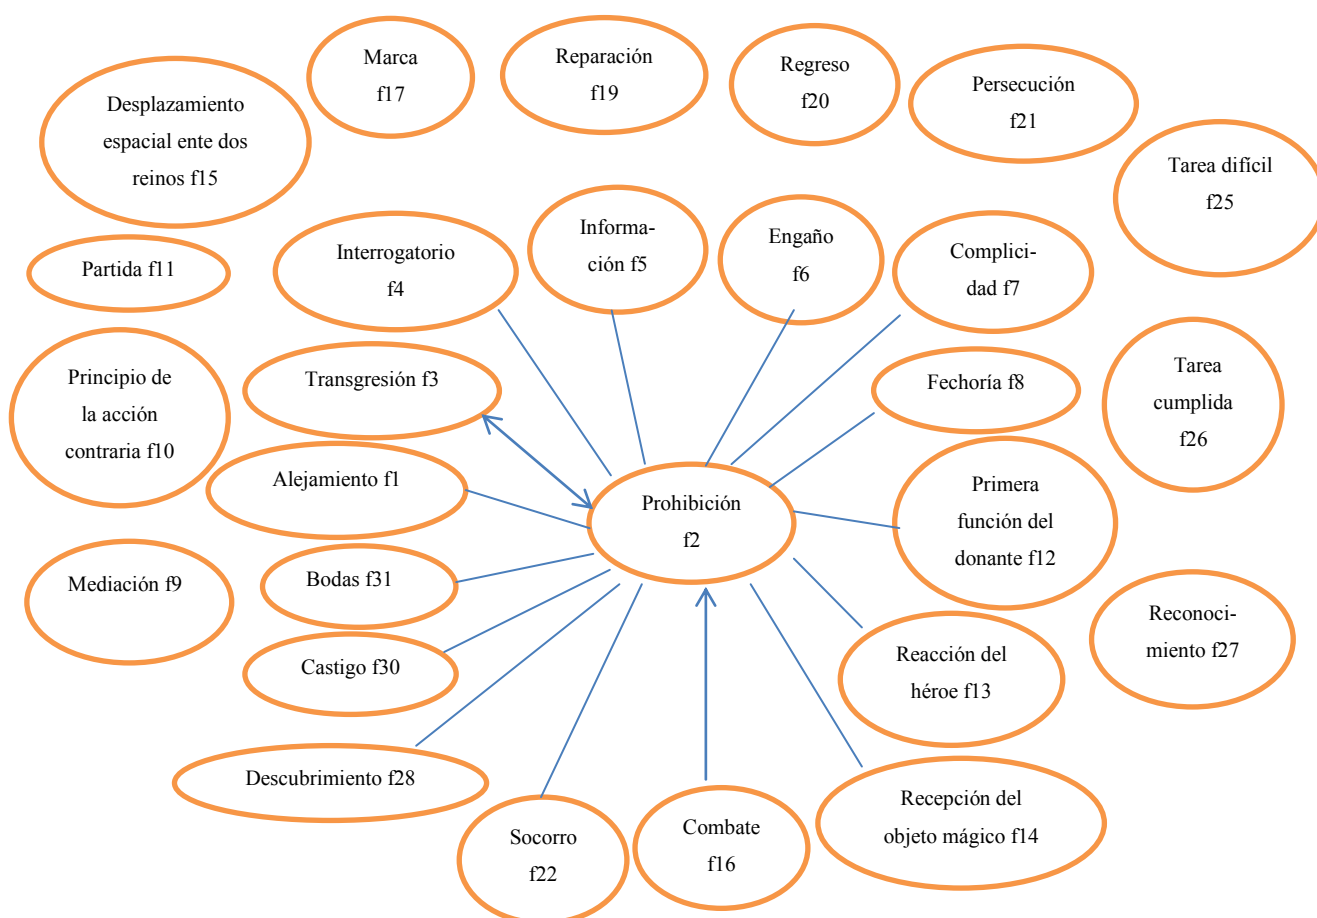 Marca
f17
Reparación
f19
Regreso
f20
Persecución
f21
Desplazamiento
espacial ente dos
reinos f15
Tarea difícil
f25
Interrogatorio
f4
Informa-
ción f5
Engaño
f6
Complici-
dad f7
Partida f11
Transgresión f3
Fechoría f8
Principio de
la acción
contraria f10
Tarea
cumplida
f26
Alejamiento f1
Prohibición
f2
Primera
función del
donante f12
Mediación f9
Bodas f31
Reconoci-
miento f27
Castigo f30
Reacción del
héroe f13
Descubrimiento f28
Socorro
f22
Combate
f16
Recepción del
objeto mágico f14